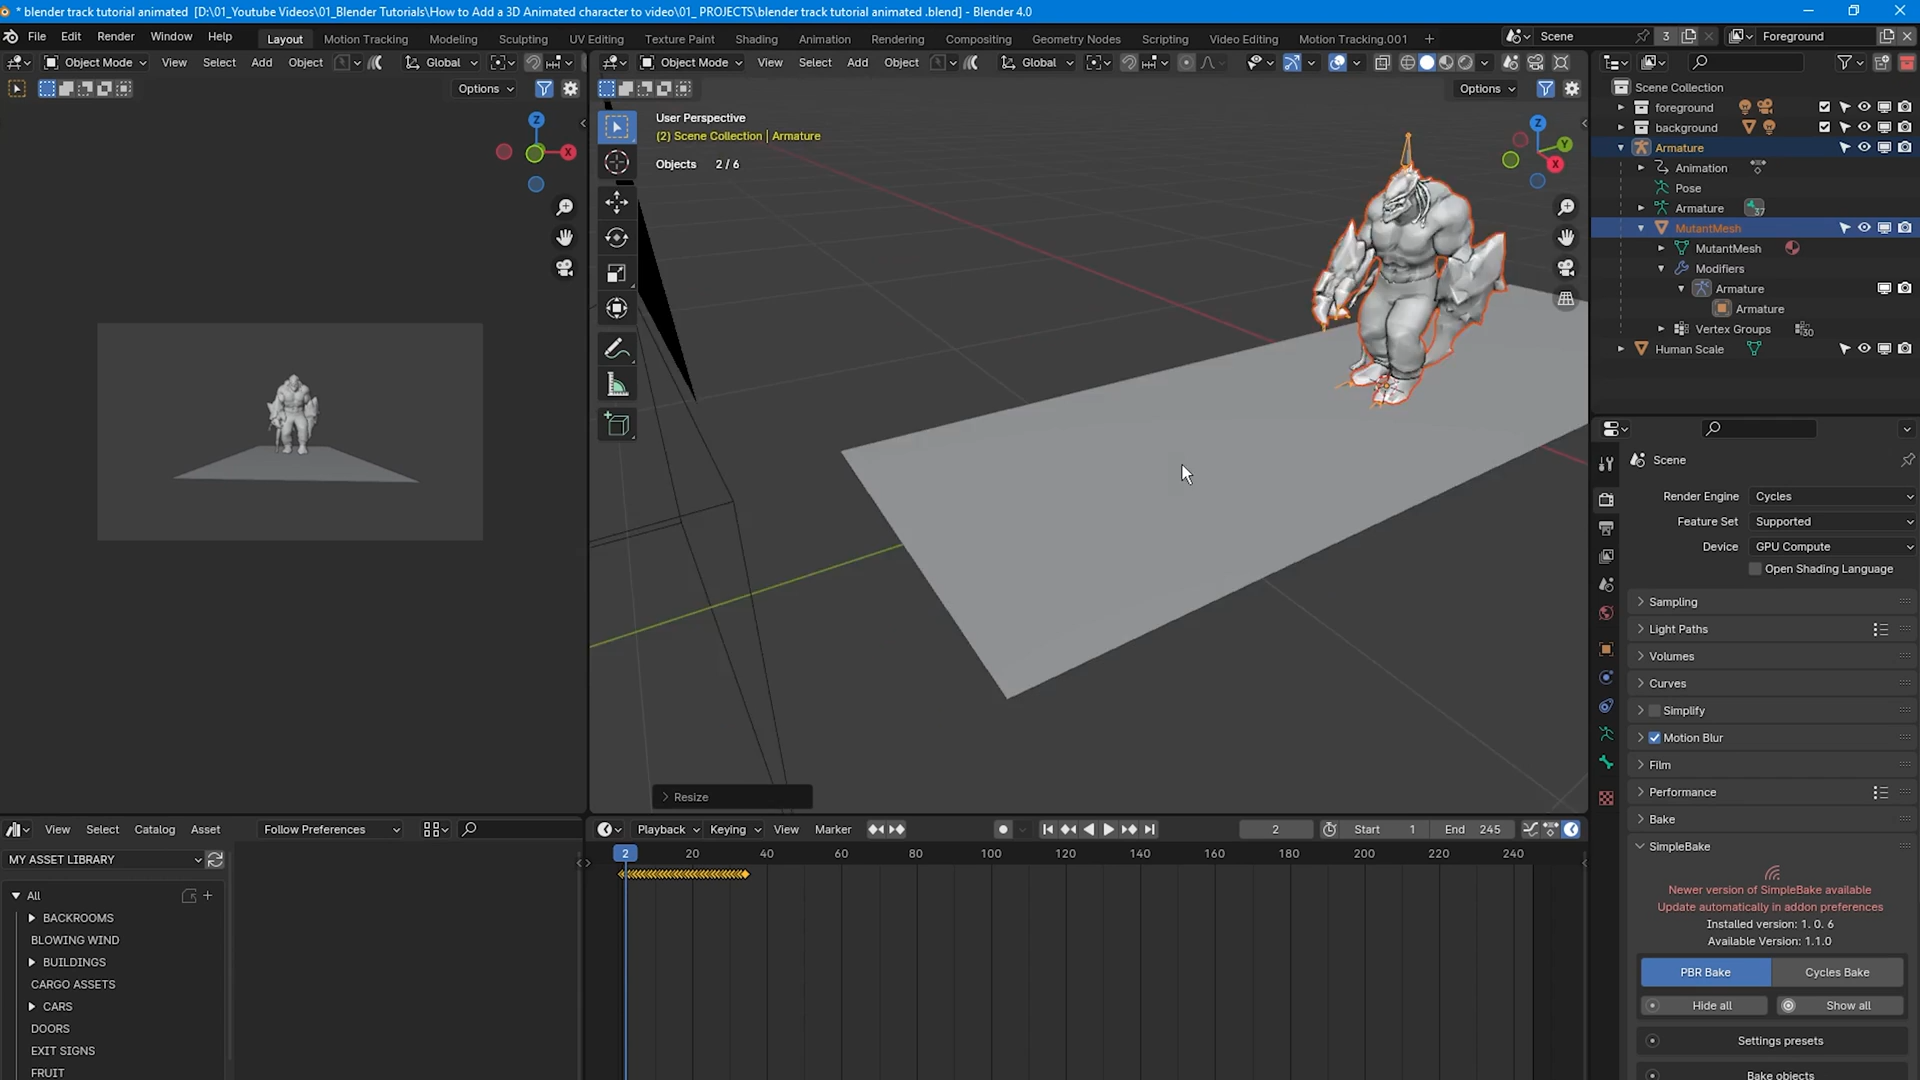 * blender track tutorial animated [D:\01_Youtube Videos\01_Blender Tutorials\How to Add a 3D Animated character to video\01_ PROJECTS\blender track tutorial animated .blend] - Blender 4.0
File Edit Render Window Help Layout Motion Tracking Modeling Sculpting UV Editing Texture Paint Shading Animation Rendering Compositing Geometry Nodes Scripting Video Editing Motion Tracking.001 + Scene 3 Foreground
Object Mode View Select Add Object Global
Options
Z
X
Object Mode View Select Add Object Global
Options
User Perspective
(2) Scene Collection | Armature
Objects 2 / 6
Z
Y
X
Resize
Scene Collection
foreground
background
Armature
Animation
Pose
Armature 37
MutantMesh
MutantMesh
Modifiers
Armature
Armature
Vertex Groups 30
Human Scale
Scene
Render Engine Cycles
Feature Set Supported
Device GPU Compute
Open Shading Language
Sampling
Light Paths
Volumes
Curves
Simplify
Motion Blur
Film
Performance
Bake
SimpleBake
Newer version of SimpleBake available
Update automatically in addon preferences
Installed version: 1. 0. 6
Available Version: 1.1.0
PBR Bake Cycles Bake
Hide all Show all
Settings presets
Bake objects
View Select Catalog Asset Follow Preferences
MY ASSET LIBRARY
All
BACKROOMS
BLOWING WIND
BUILDINGS
CARGO ASSETS
CARS
DOORS
EXIT SIGNS
FRUIT
Playback Keying View Marker 2 Start 1 End 245
2 20 40 60 80 100 120 140 160 180 200 220 240